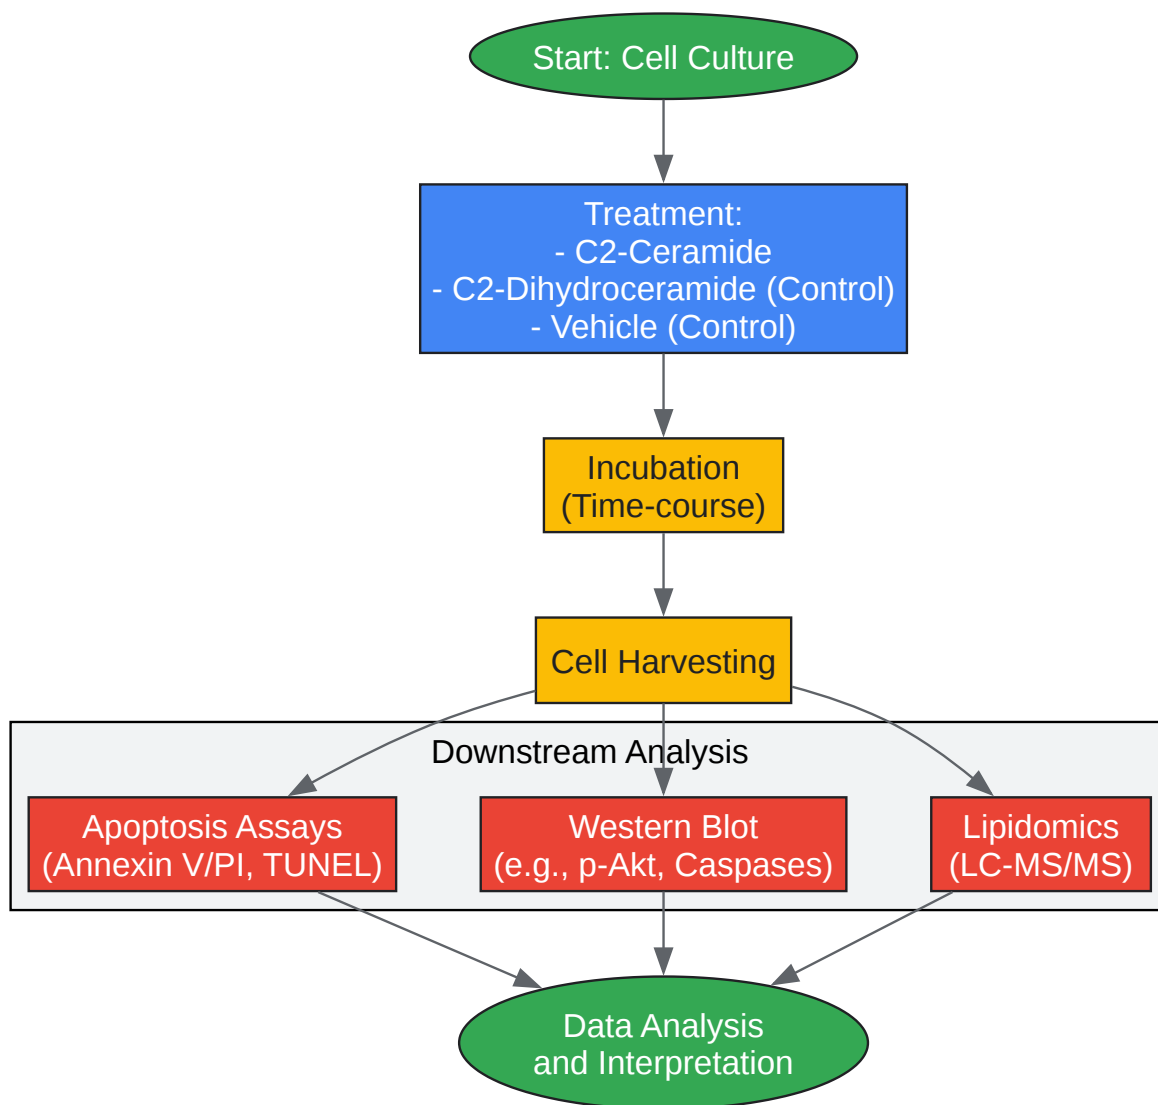 Start: Cell Culture
Treatment:
- C2-Ceramide
- C2-Dihydroceramide (Control)
- Vehicle (Control)
Incubation
(Time-course)
Cell Harvesting
Downstream Analysis
Apoptosis Assays
(Annexin V/PI, TUNEL)
Western Blot
(e.g., p-Akt, Caspases)
Lipidomics
(LC-MS/MS)
Data Analysis
and Interpretation